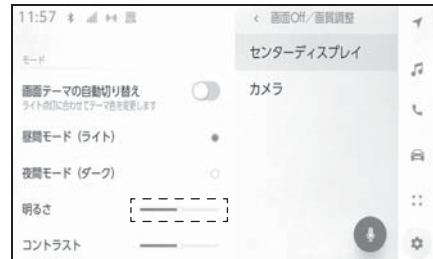 11:57
モード
画面テーマの自動切り替え
ライトの灯に合わせてテーマ色を変更します
昼間モード (ライト)
夜間モード (ダーク)
明るさ
コントラスト
< 画面Off/画質調整
センターディスプレイ
カメラ